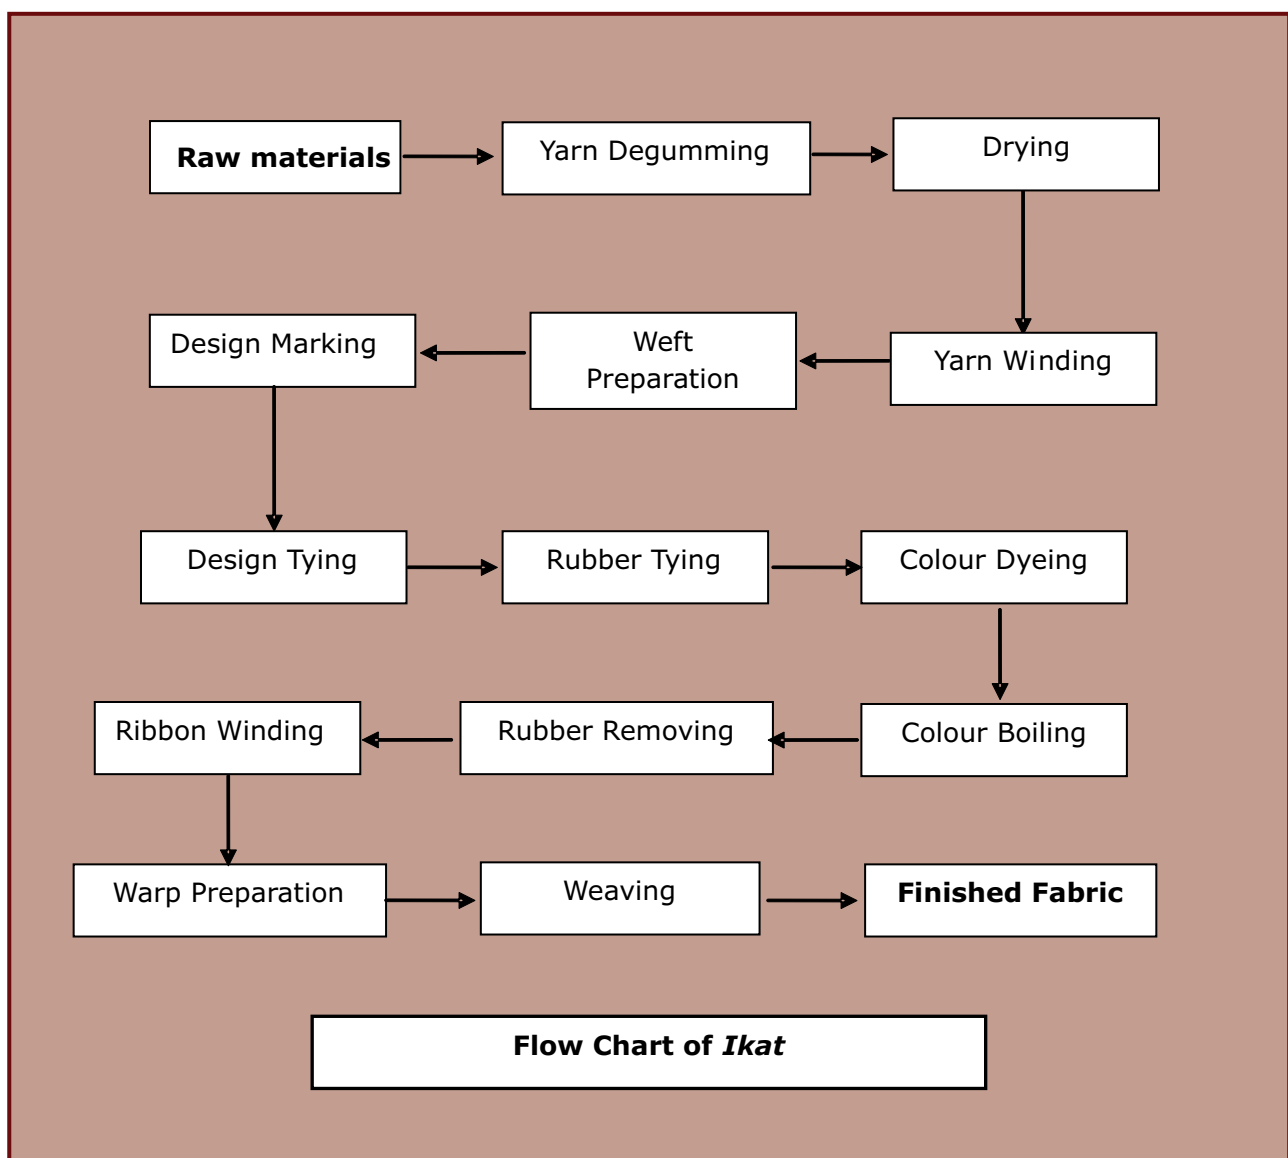 Raw materials
Yarn Degumming
Drying
Yarn Winding
Weft
Preparation
Design Marking
Design Tying
Rubber Tying
Colour Dyeing
Colour Boiling
Rubber Removing
Ribbon Winding
Warp Preparation
Weaving
Finished Fabric
Flow Chart of Ikat